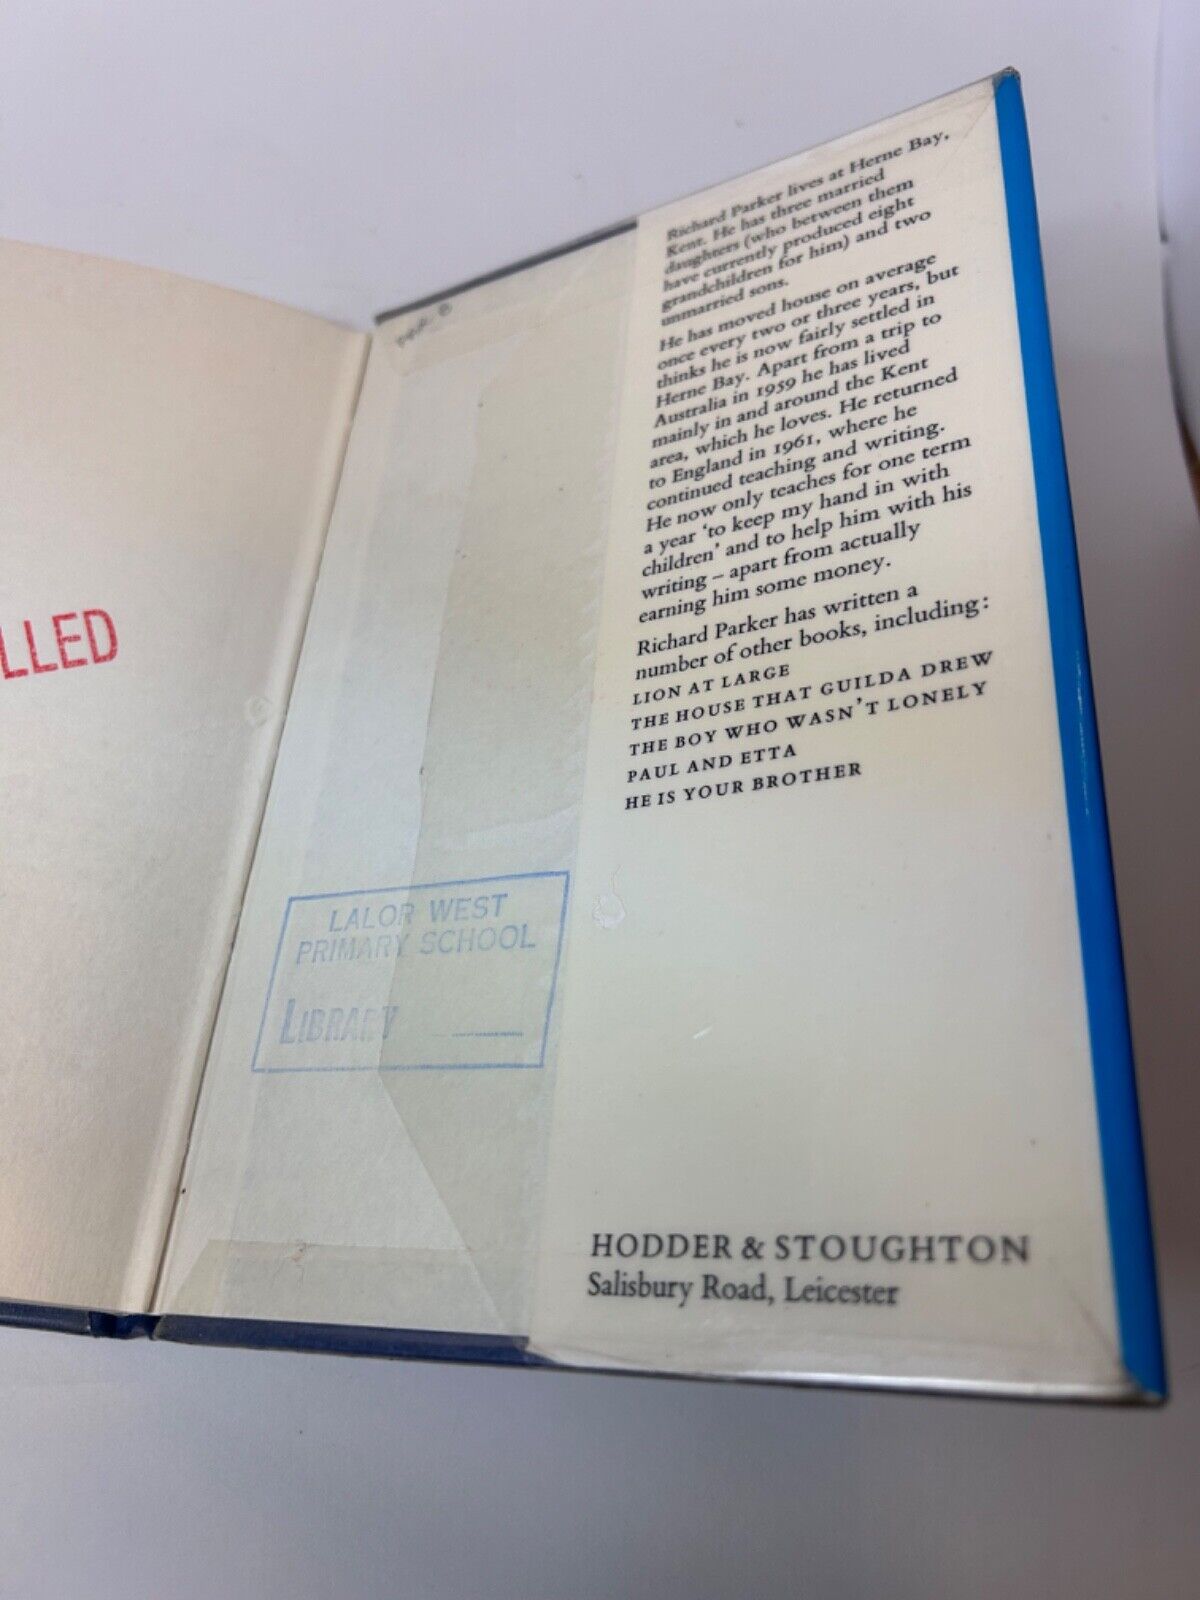 LLED
LALOR WEST
PRIMARY SCHOOL
LIBRARY
Richard Parker lives at Herne Bay,
Kent. He has three married
daughters (who between them
have currently produced eight
grandchildren for him) and two
unmarried sons.
He has moved house on average
once every two or three years, but
thinks he is now fairly settled in
Herne Bay. Apart from a trip to
Australia in 1959 he has lived
mainly in and around the Kent
area, which he loves. He returned
to England in 1961, where he
continued teaching and writing.
He now only teaches for one term
a year ‘to keep my hand in with
children’ and to help him with his
writing – apart from actually
earning him some money.
Richard Parker has written a
number of other books, including:
LION AT LARGE
THE HOUSE THAT GUILDA DREW
THE BOY WHO WASN’T LONELY
PAUL AND ETTA
HE IS YOUR BROTHER
HODDER & STOUGHTON
Salisbury Road, Leicester